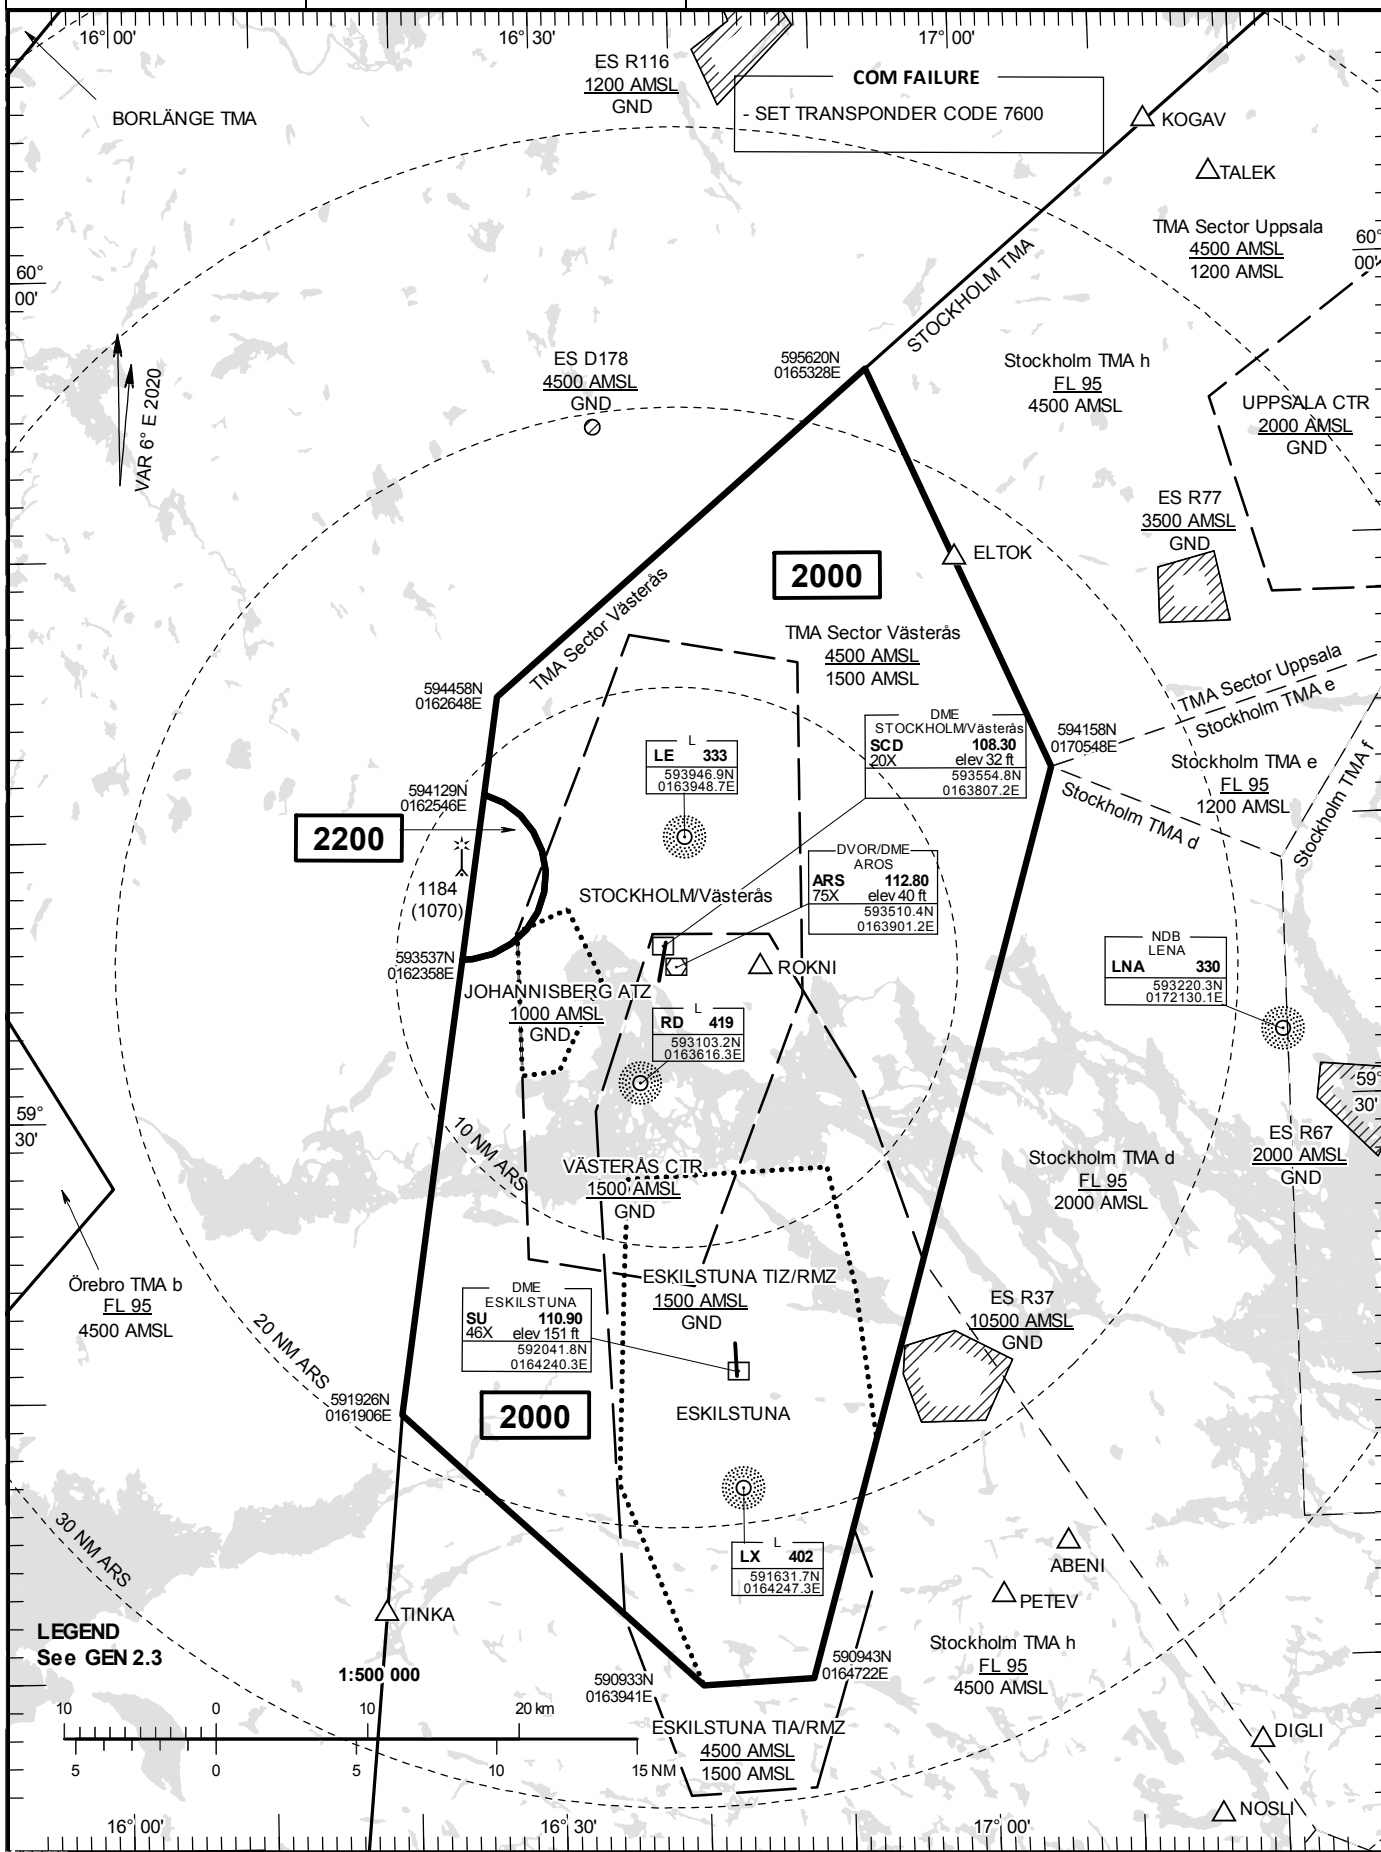 16° 00'
16° 30'
17° 00'
ES R116
1200 AMSL
GND
COM FAILURE
- SET TRANSPONDER CODE 7600
BORLÄNGE TMA
KOGAV
TALEK
TMA Sector Uppsala
4500 AMSL
1200 AMSL
60°
00'
60°
00'
STOCKHOLM TMA
VAR 6° E 2020
ES D178
4500 AMSL
GND
595620N
0165328E
Stockholm TMA h
FL 95
4500 AMSL
UPPSALA CTR
2000 AMSL
GND
ES R77
3500 AMSL
GND
ELTOK
2000
TMA Sector Västerås
TMA Sector Västerås
4500 AMSL
1500 AMSL
594458N
0162648E
TMA Sector Uppsala
Stockholm TMA e
594158N
0170548E
DME
STOCKHOLM/Västerås
SCD 108.30
20X elev 32 ft
593554.8N
0163807.2E
L
LE 333
593946.9N
0163948.7E
Stockholm TMA e
FL 95
1200 AMSL
Stockholm TMA f
Stockholm TMA d
594129N
0162546E
2200
1184
(1070)
DVOR/DME
AROS
ARS 112.80
75X elev 40 ft
593510.4N
0163901.2E
STOCKHOLM/Västerås
593537N
0162358E
ROKNI
NDB
LENA
LNA 330
593220.3N
0172130.1E
JOHANNISBERG ATZ
1000 AMSL
GND
L
RD 419
593103.2N
0163616.3E
59°
30'
59°
30'
10 NM ARS
VÄSTERÅS CTR
1500 AMSL
GND
Stockholm TMA d
FL 95
2000 AMSL
ES R67
2000 AMSL
GND
Örebro TMA b
FL 95
4500 AMSL
ESKILSTUNA TIZ/RMZ
1500 AMSL
GND
DME
ESKILSTUNA
SU 110.90
46X elev 151 ft
592041.8N
0164240.3E
ES R37
10500 AMSL
GND
20 NM ARS
591926N
0161906E
2000
ESKILSTUNA
30 NM ARS
L
LX 402
591631.7N
0164247.3E
ABENI
PETEV
TINKA
LEGEND
See GEN 2.3
1:500 000
590933N
0163941E
590943N
0164722E
Stockholm TMA h
FL 95
4500 AMSL
10 0 10 20 km
5 0 5 10 15 NM
ESKILSTUNA TIA/RMZ
4500 AMSL
1500 AMSL
DIGLI
NOSLI
16° 00'
16° 30'
17° 00'